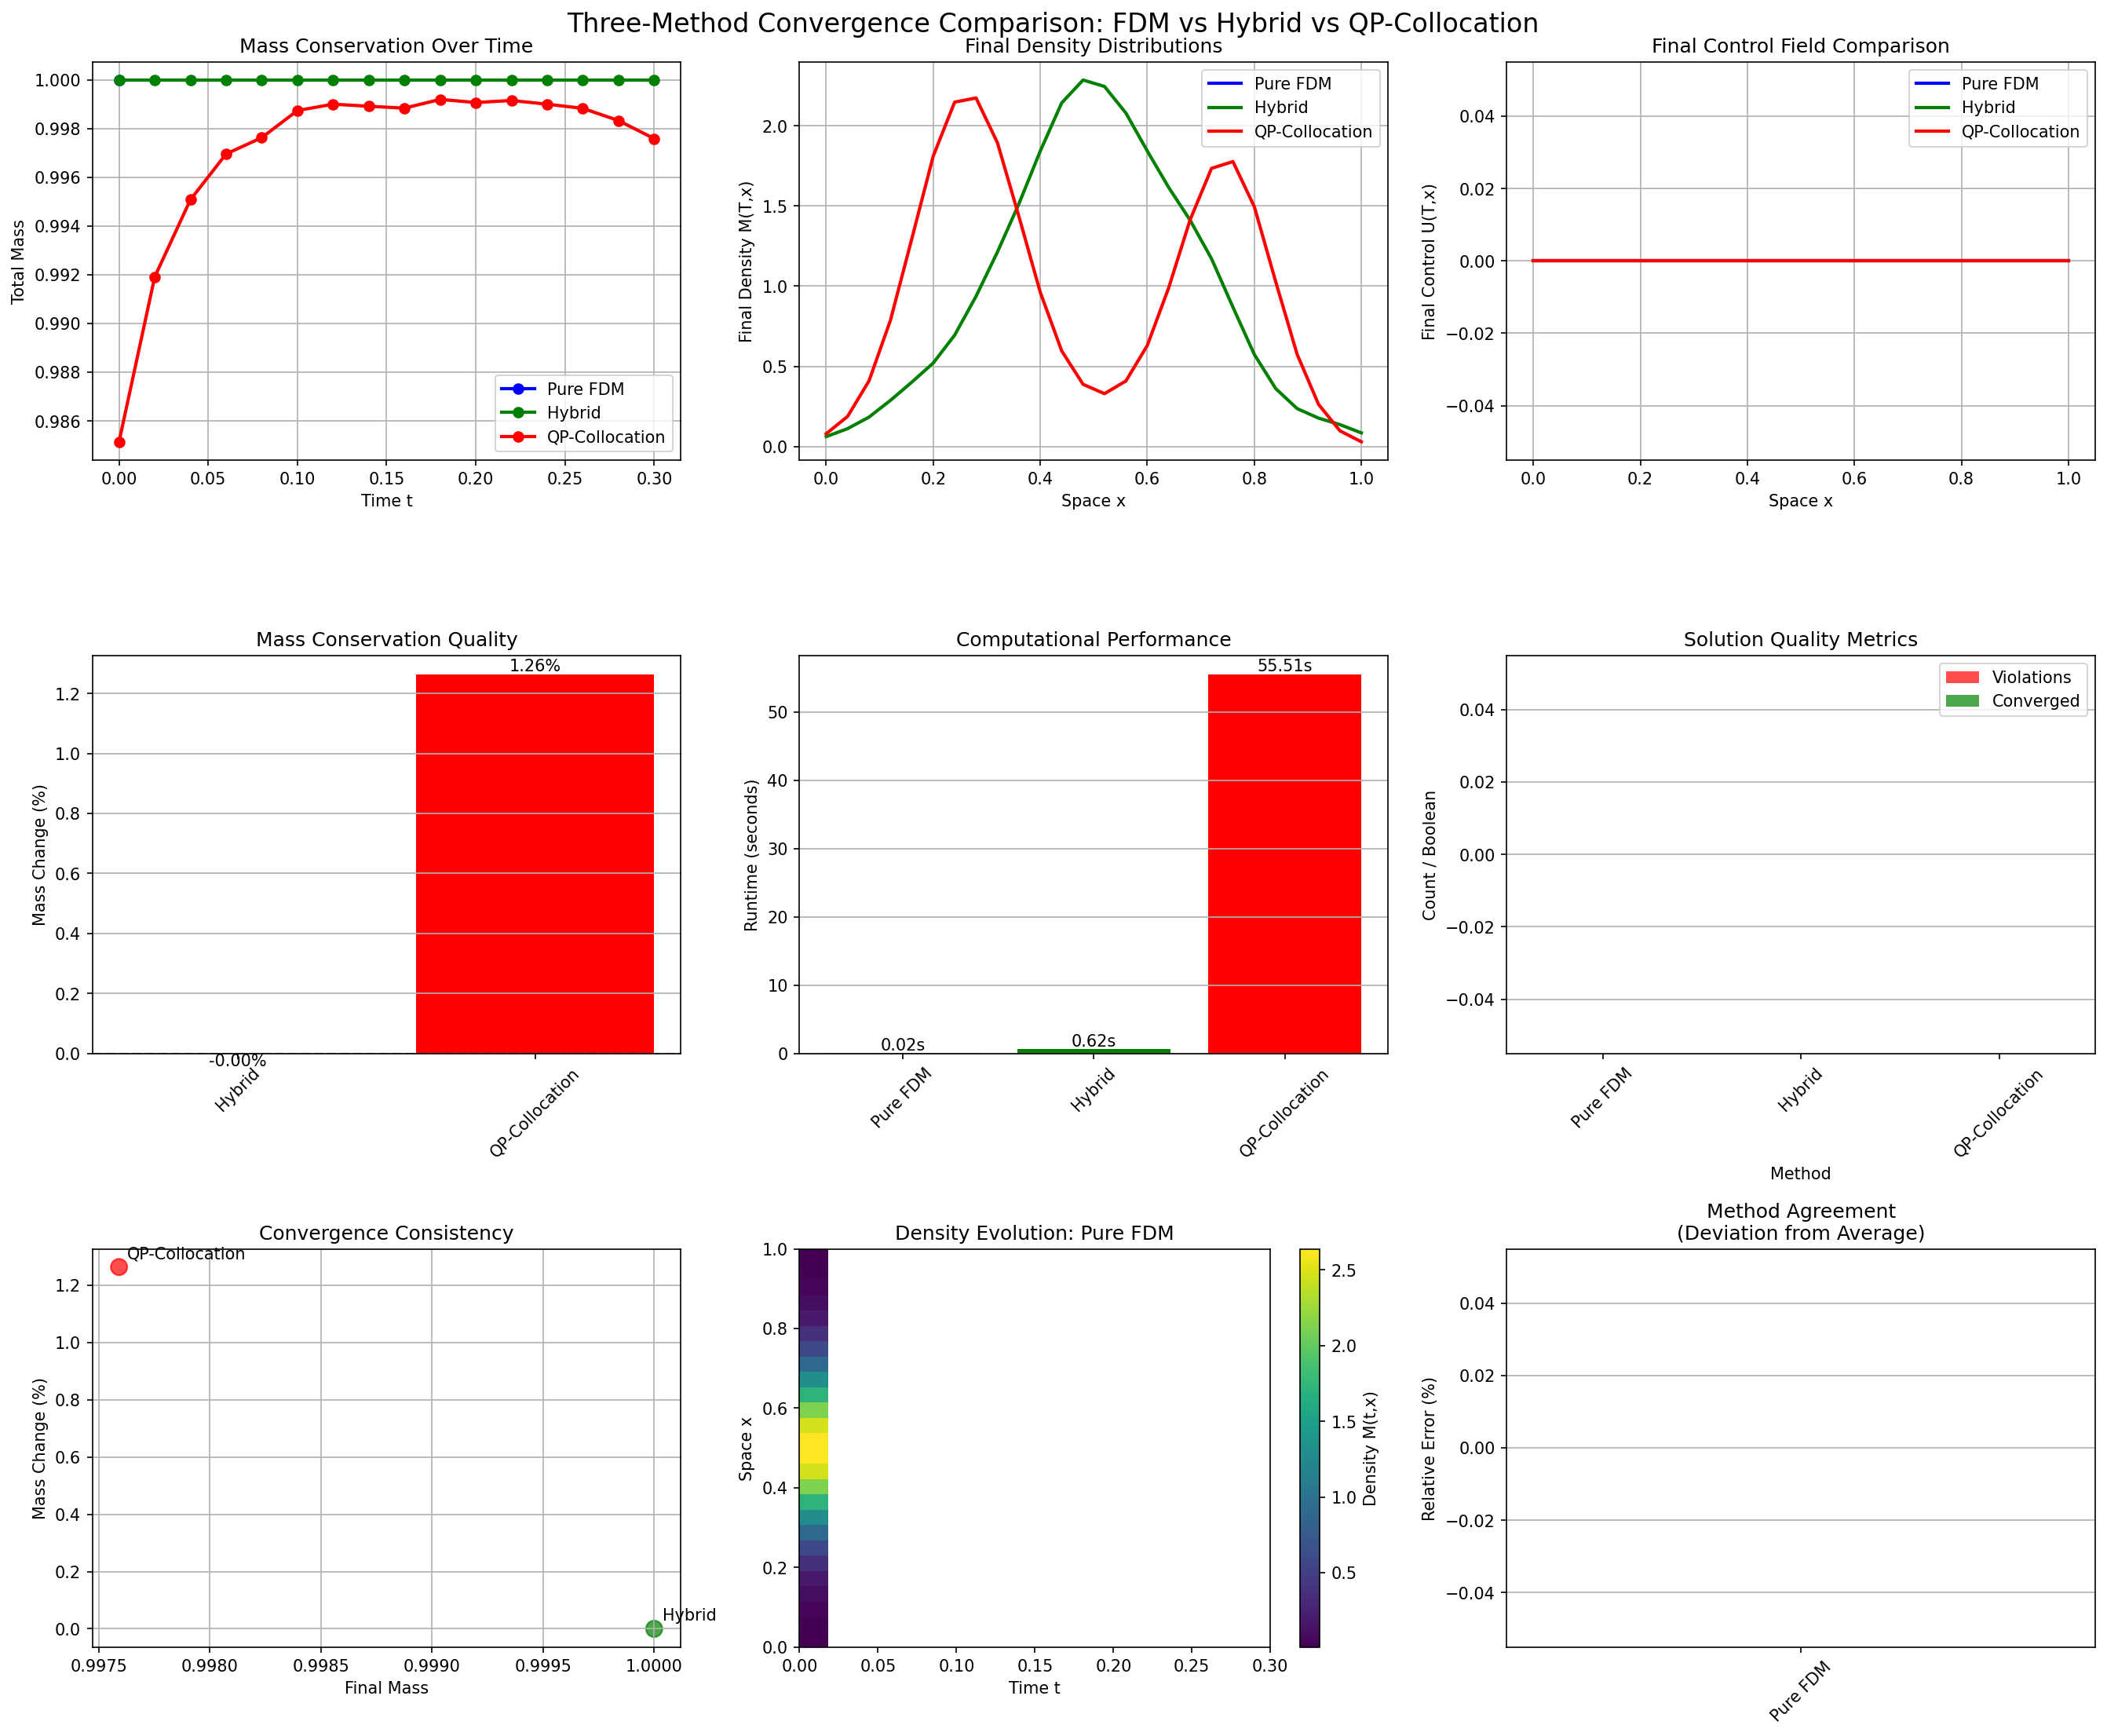 Three-Method Convergence Comparison: FDM vs Hybrid vs QP-Collocation
Mass Conservation Over Time
Total Mass
1.000
0.998
0.996
0.994
0.992
0.990
0.988
0.986
Pure FDM
Hybrid
QP-Collocation
0.00 0.05 0.10 0.15 0.20 0.25 0.30
Time t
Final Density Distributions
Final Density M(T,x)
2.0
1.5
1.0
0.5
0.0
Pure FDM
Hybrid
QP-Collocation
0.0 0.2 0.4 0.6 0.8 1.0
Space x
Final Control Field Comparison
Final Control U(T,x)
0.04
0.02
0.00
−0.02
−0.04
Pure FDM
Hybrid
QP-Collocation
0.0 0.2 0.4 0.6 0.8 1.0
Space x
Mass Conservation Quality
Mass Change (%)
1.2
1.0
0.8
0.6
0.4
0.2
0.0
1.26%
-0.00%
Hybrid
QP-Collocation
Computational Performance
Runtime (seconds)
50
40
30
20
10
0
0.02s
0.62s
55.51s
Pure FDM
Hybrid
QP-Collocation
Solution Quality Metrics
Count / Boolean
0.04
0.02
0.00
−0.02
−0.04
Violations
Converged
Pure FDM
Hybrid
QP-Collocation
Method
Convergence Consistency
Mass Change (%)
1.2
1.0
0.8
0.6
0.4
0.2
0.0
QP-Collocation
Hybrid
0.9975 0.9980 0.9985 0.9990 0.9995 1.0000
Final Mass
Density Evolution: Pure FDM
Space x
1.0
0.8
0.6
0.4
0.2
0.0
0.00 0.05 0.10 0.15 0.20 0.25 0.30
Time t
2.5
2.0
1.5
1.0
0.5
Density M(t,x)
Method Agreement
(Deviation from Average)
Relative Error (%)
0.04
0.02
0.00
−0.02
−0.04
Pure FDM